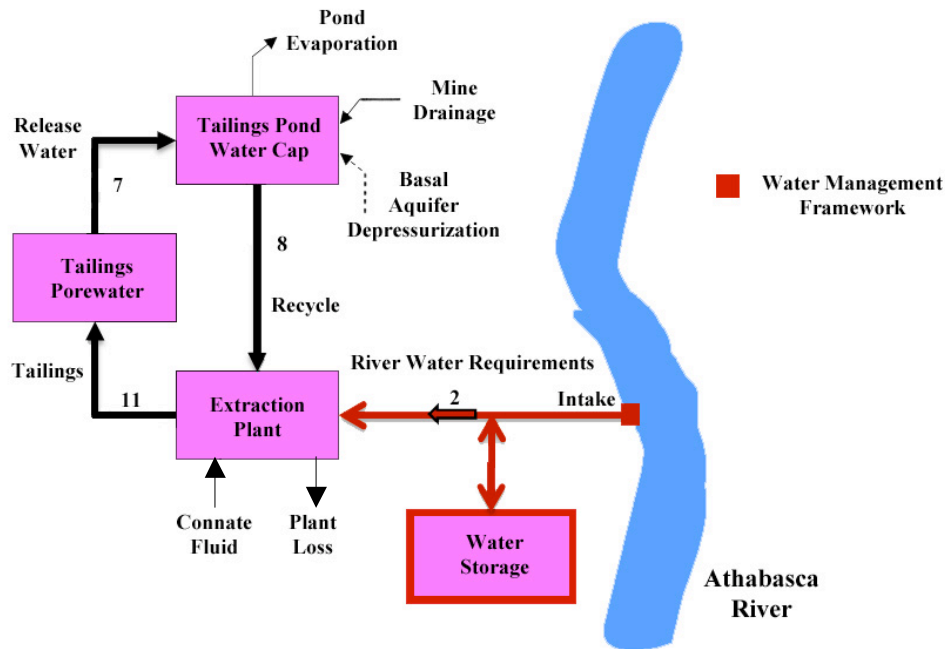 Pond
Evaporation
Mine
Drainage
Release
Water
Tailings Pond
Water Cap
7
Basal
Aquifer
Depressurization
Water Management
Framework
8
Tailings
Porewater
Recycle
Tailings
11
River Water Requirements
2
Intake
Extraction
Plant
Connate
Fluid
Plant
Loss
Water
Storage
Athabasca
River